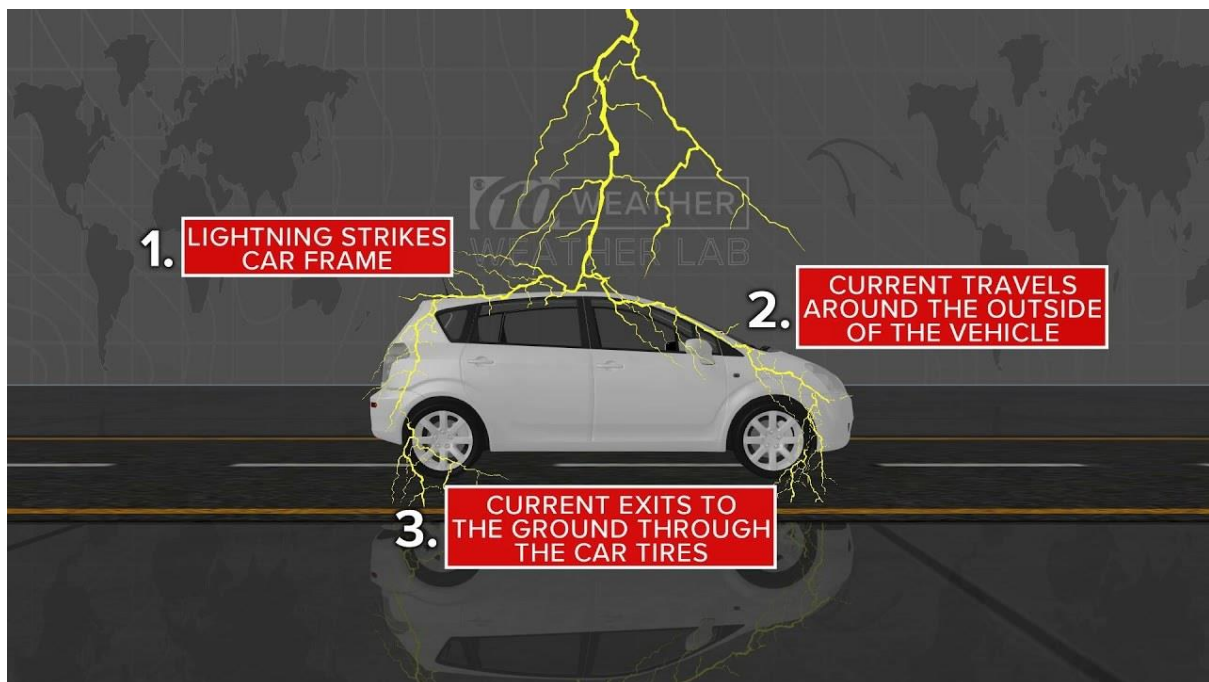 10 WEATHER
WEATHER LAB
1. LIGHTNING STRIKES
CAR FRAME
2. CURRENT TRAVELS
AROUND THE OUTSIDE
OF THE VEHICLE
3. CURRENT EXITS TO
THE GROUND THROUGH
THE CAR TIRES